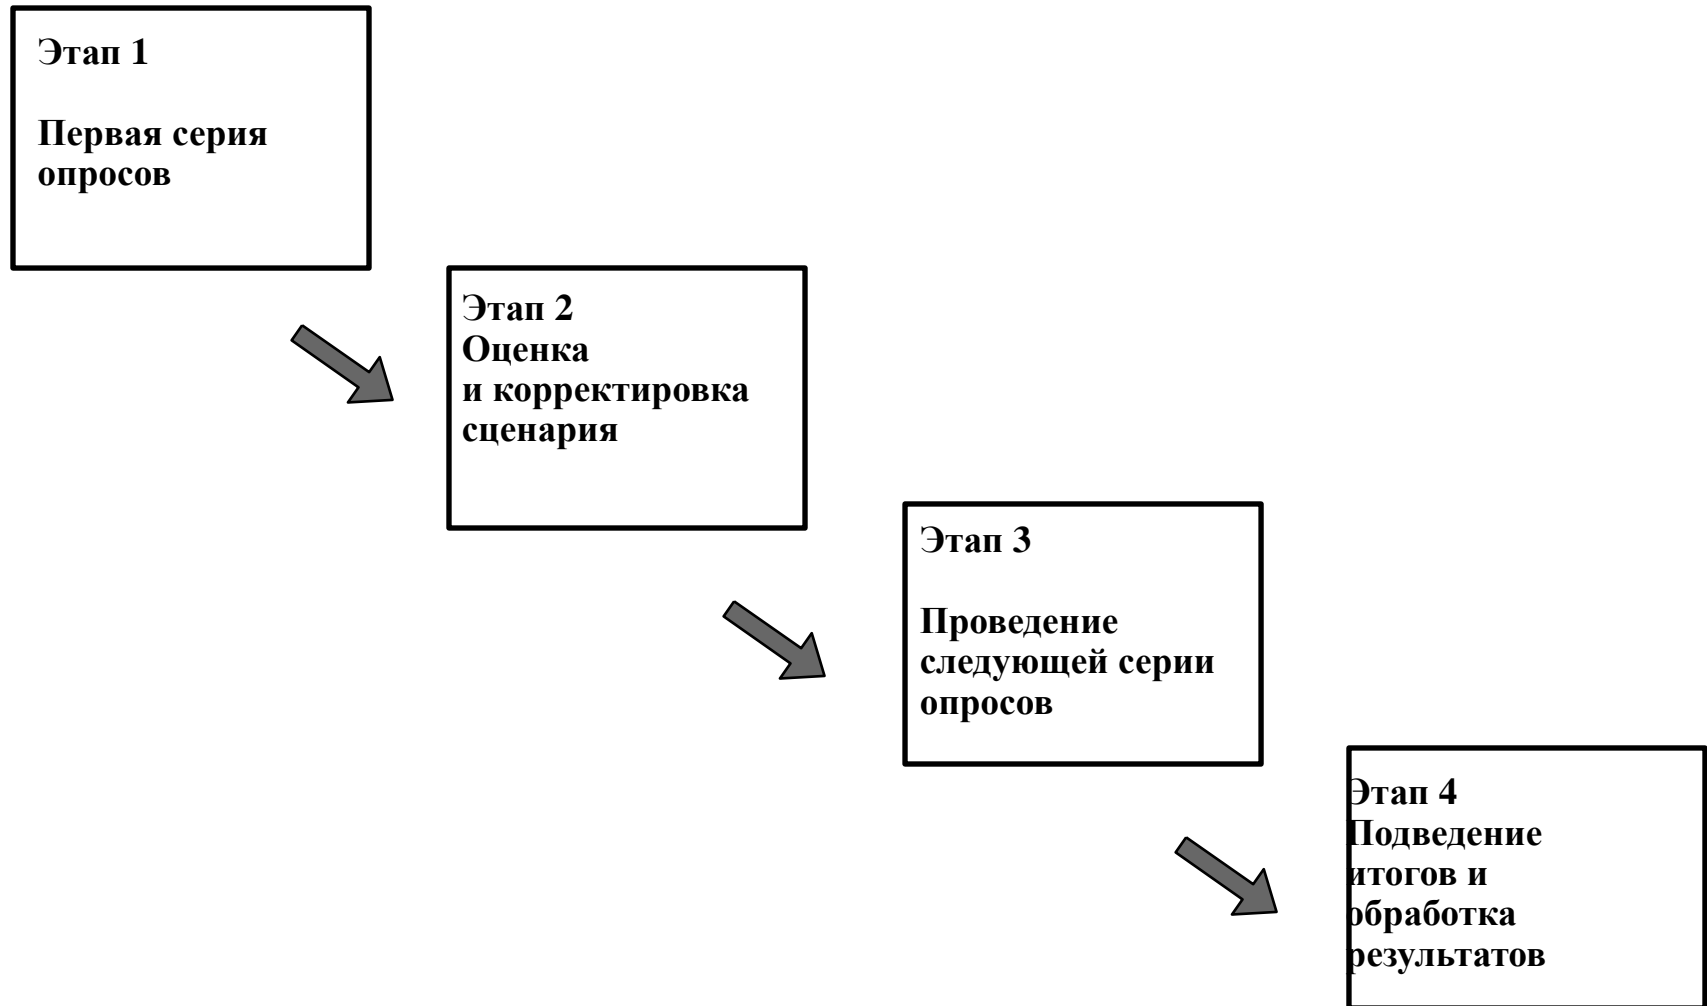 Этап 1
Первая серия
опросов
Этап 2
Оценка
и корректировка
сценария
Этап 3
Проведение
следующей серии
опросов
Этап 4
Подведение
итогов и
обработка
результатов